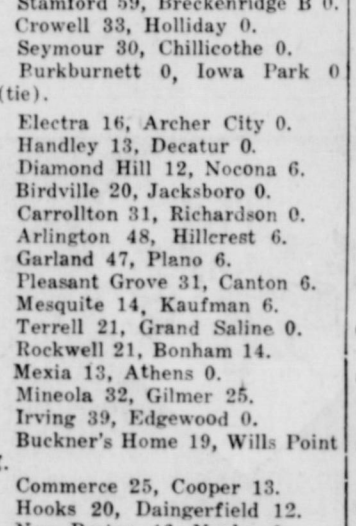 Stamford 59, Breckenridge B 0.
Crowell 33, Holliday 0.
Seymour 30, Chillicothe 0.
Burkburnett 0, Iowa Park 0
(tie).
Electra 16, Archer City 0.
Handley 13, Decatur 0.
Diamond Hill 12, Nocona 6.
Birdville 20, Jacksboro 0.
Carrollton 31, Richardson 0.
Arlington 48, Hillcrest 6.
Garland 47, Plano 6.
Pleasant Grove 31, Canton 6.
Mesquite 14, Kaufman 6.
Terrell 21, Grand Saline 0.
Rockwell 21, Bonham 14.
Mexia 13, Athens 0.
Mineola 32, Gilmer 25.
Irving 39, Edgewood 0.
Buckner's Home 19, Wills Point
Commerce 25, Cooper 13.
Hooks 20, Daingerfield 12.